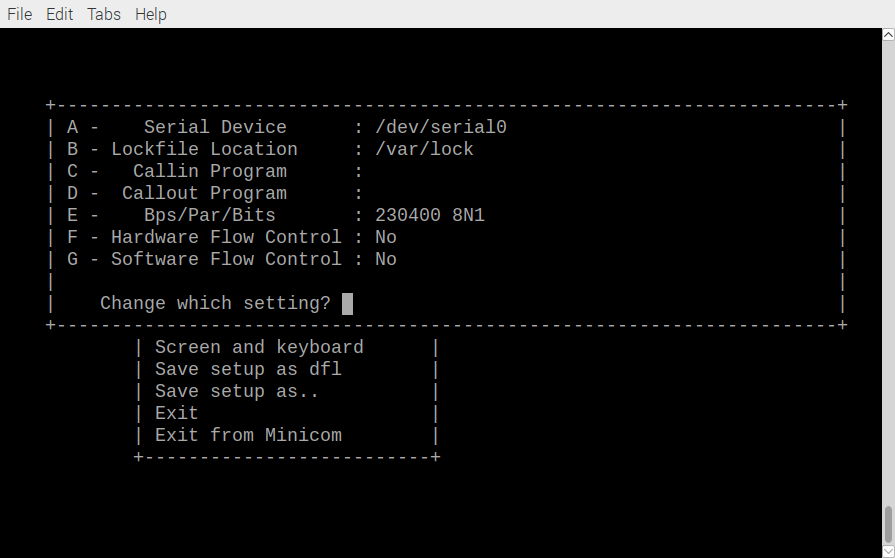 File Edit Tabs Help
+-----------------------------------------------------------------------+
| A -    Serial Device      : /dev/serial0                              |
| B - Lockfile Location     : /var/lock                                 |
| C -   Callin Program      :                                           |
| D -  Callout Program      :                                           |
| E -    Bps/Par/Bits       : 230400 8N1                                |
| F - Hardware Flow Control : No                                        |
| G - Software Flow Control : No                                        |
|                                                                       |
|    Change which setting?                                              |
+-----------------------------------------------------------------------+
        | Screen and keyboard      |
        | Save setup as dfl        |
        | Save setup as..          |
        | Exit                     |
        | Exit from Minicom        |
        +--------------------------+